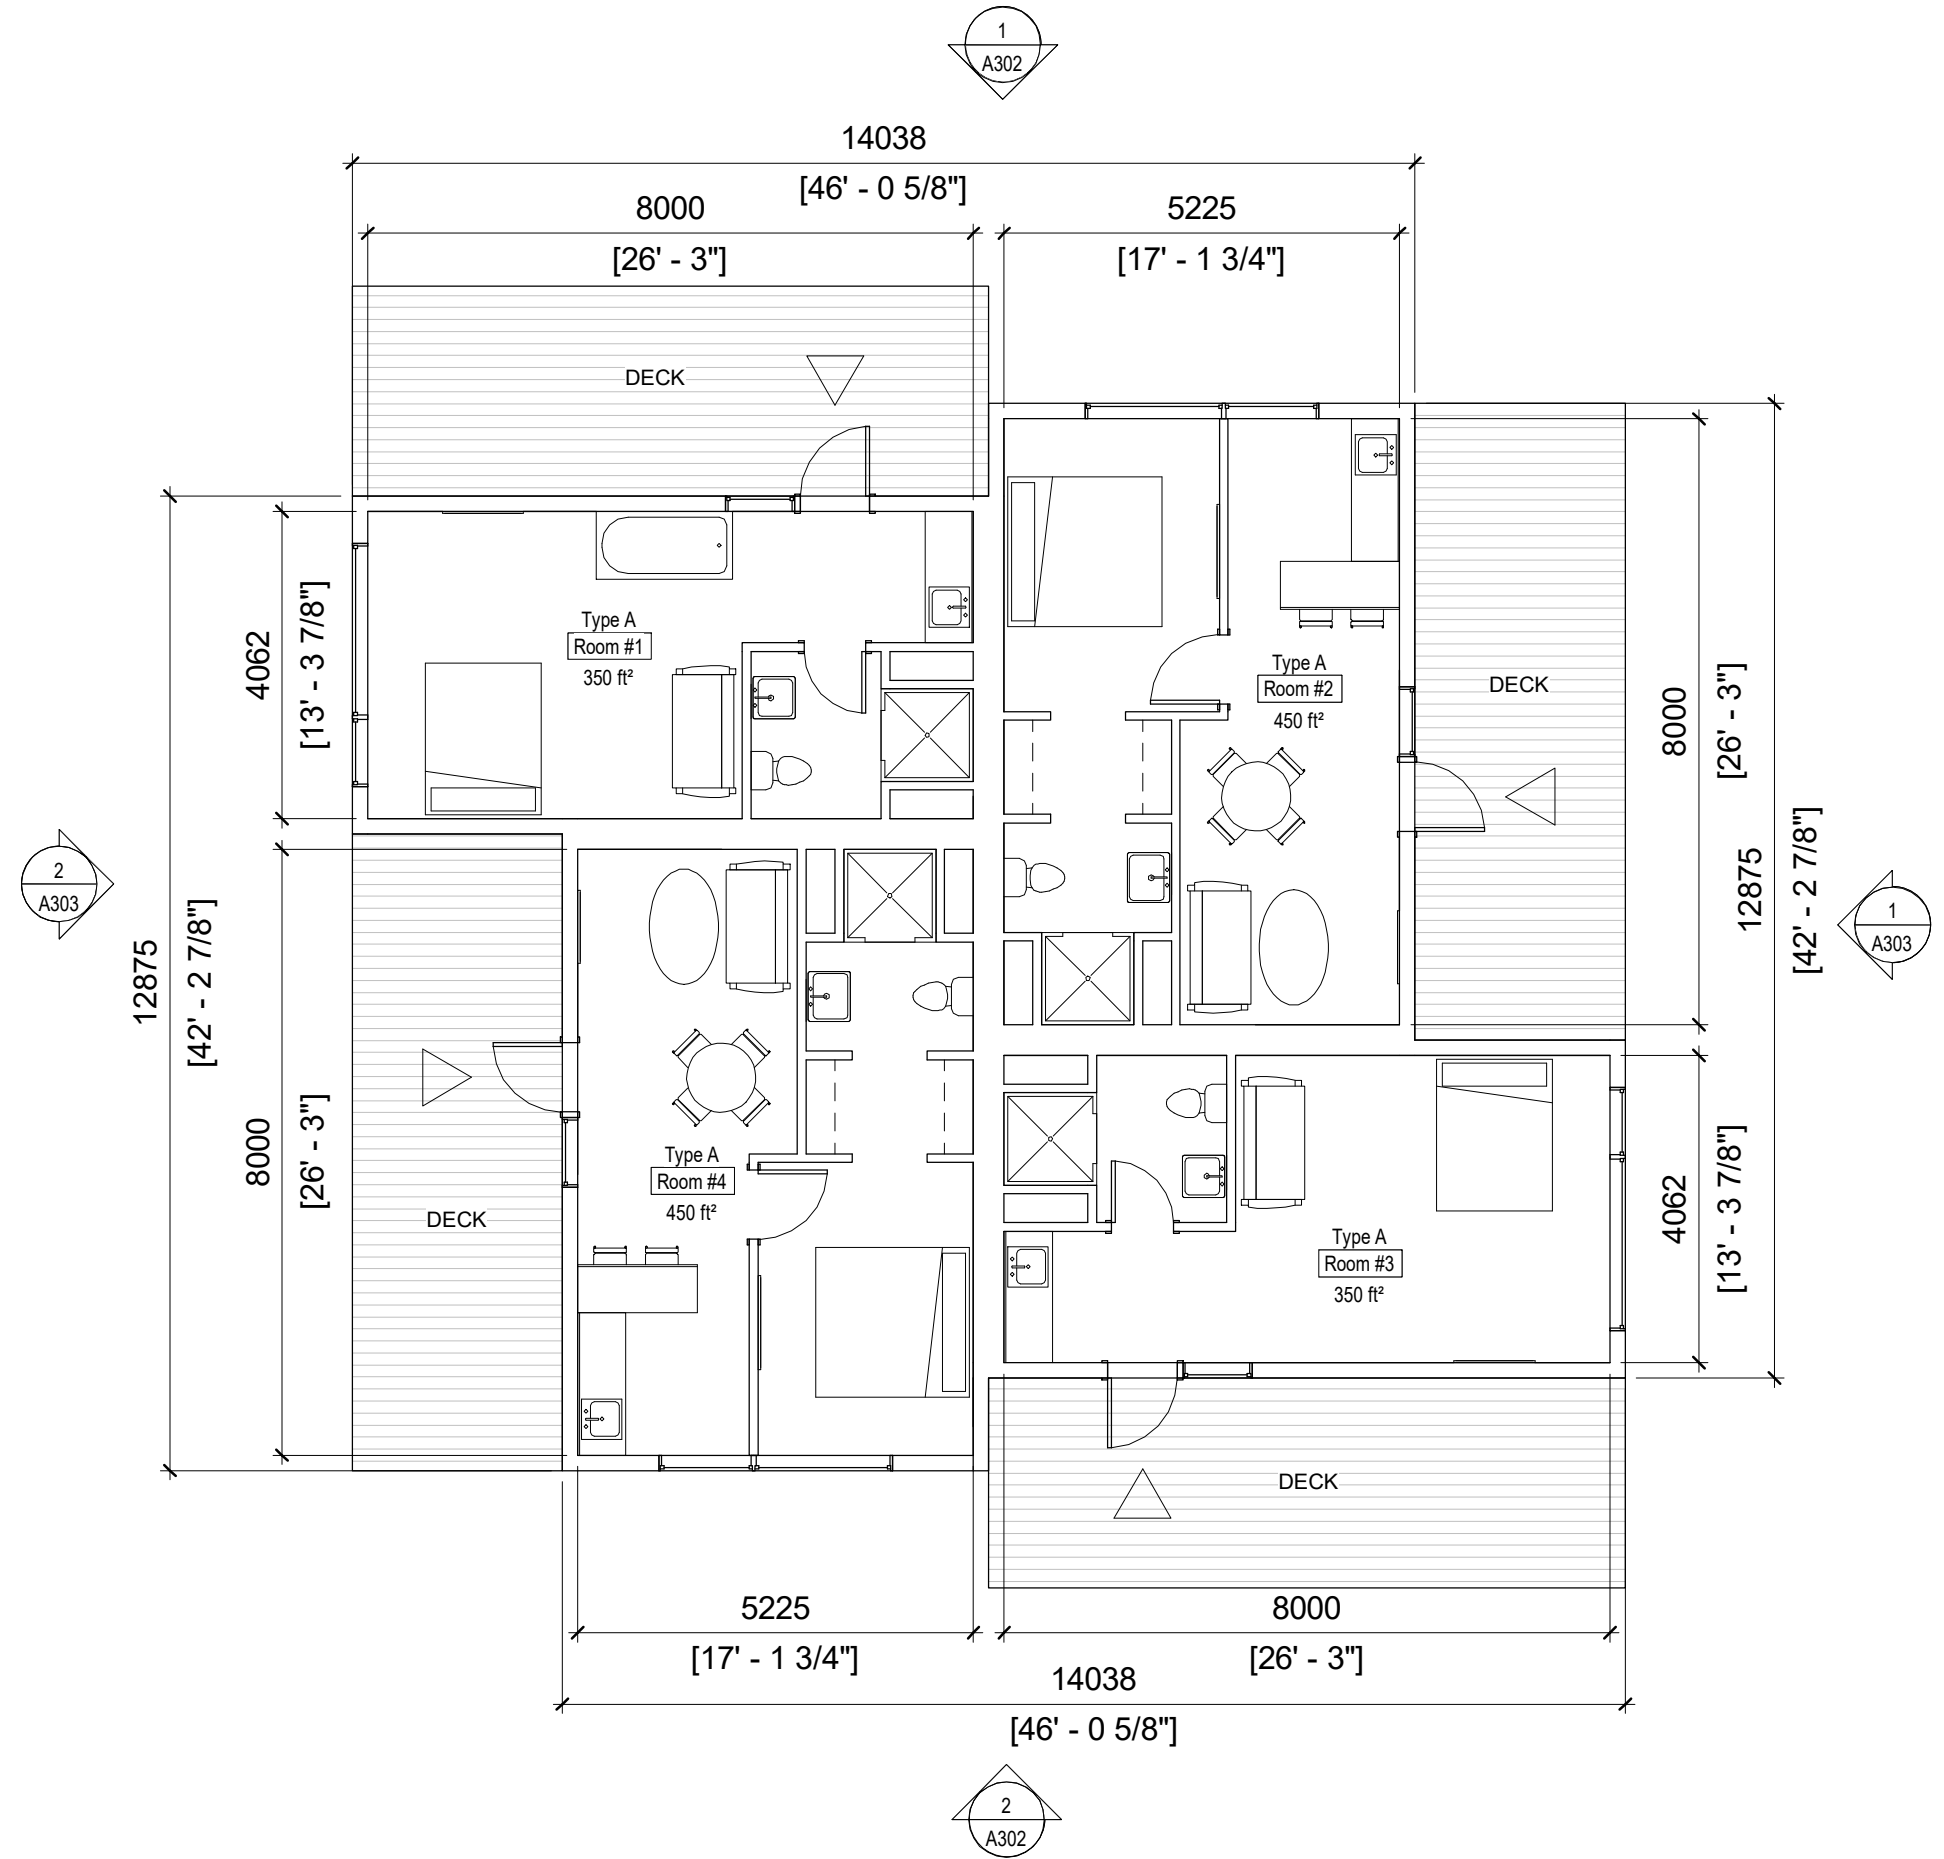 1
A302
14038
[46' - 0 5/8"]
8000
[26' - 3"]
5225
[17' - 1 3/4"]
DECK
4062
[13' - 3 7/8"]
Type A
Room #1
350 ft²
Type A
Room #2
450 ft²
DECK
8000
[26' - 3"]
12875
[42' - 2 7/8"]
2
A303
1
A303
12875
[42' - 2 7/8"]
8000
[26' - 3"]
DECK
Type A
Room #4
450 ft²
Type A
Room #3
350 ft²
4062
[13' - 3 7/8"]
DECK
5225
[17' - 1 3/4"]
8000
[26' - 3"]
14038
[46' - 0 5/8"]
2
A302